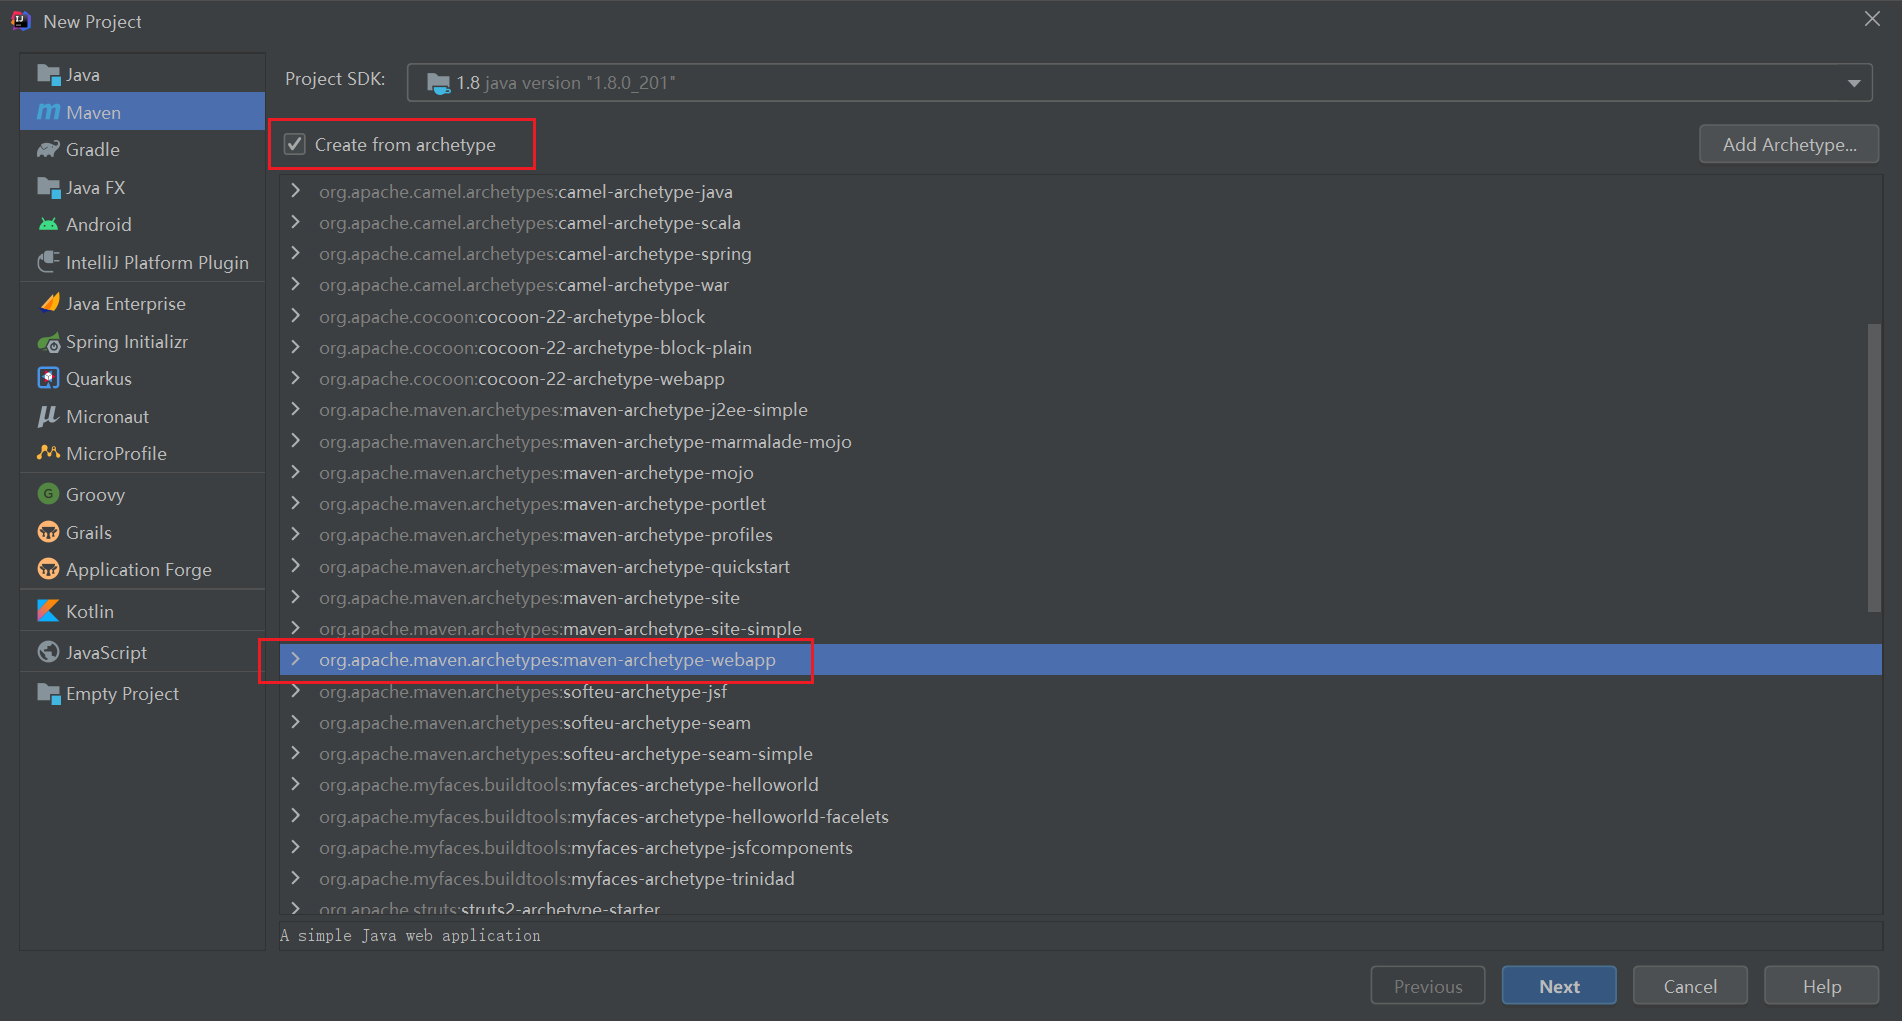 New Project
Java
Maven
Gradle
Java FX
Android
IntelliJ Platform Plugin
Java Enterprise
Spring Initializr
Quarkus
Micronaut
MicroProfile
Groovy
Grails
Application Forge
Kotlin
JavaScript
Empty Project
Project SDK: 1.8 java version "1.8.0_201"
Create from archetype
Add Archetype...
org.apache.camel.archetypes:camel-archetype-java
org.apache.camel.archetypes:camel-archetype-scala
org.apache.camel.archetypes:camel-archetype-spring
org.apache.camel.archetypes:camel-archetype-war
org.apache.cocoon:cocoon-22-archetype-block
org.apache.cocoon:cocoon-22-archetype-block-plain
org.apache.cocoon:cocoon-22-archetype-webapp
org.apache.maven.archetypes:maven-archetype-j2ee-simple
org.apache.maven.archetypes:maven-archetype-marmalade-mojo
org.apache.maven.archetypes:maven-archetype-mojo
org.apache.maven.archetypes:maven-archetype-portlet
org.apache.maven.archetypes:maven-archetype-profiles
org.apache.maven.archetypes:maven-archetype-quickstart
org.apache.maven.archetypes:maven-archetype-site
org.apache.maven.archetypes:maven-archetype-site-simple
org.apache.maven.archetypes:maven-archetype-webapp
org.apache.maven.archetypes:softeu-archetype-jsf
org.apache.maven.archetypes:softeu-archetype-seam
org.apache.maven.archetypes:softeu-archetype-seam-simple
org.apache.myfaces.buildtools:myfaces-archetype-helloworld
org.apache.myfaces.buildtools:myfaces-archetype-helloworld-facelets
org.apache.myfaces.buildtools:myfaces-archetype-jsfcomponents
org.apache.myfaces.buildtools:myfaces-archetype-trinidad
org.apache.struts:struts2-archetype-starter
A simple Java web application
Previous
Next
Cancel
Help